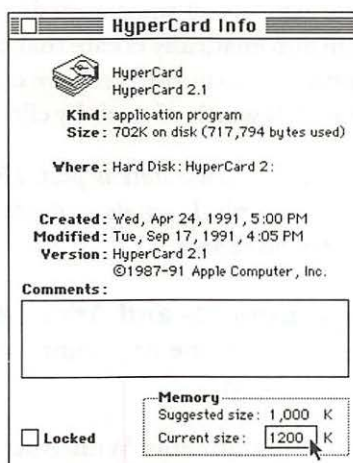 HyperCard Info
HyperCard
HyperCard 2.1
Kind: application program
Size: 702K on disk (717,794 bytes used)
Where: Hard Disk: HyperCard 2:
Created: Wed, Apr 24, 1991, 5:00 PM
Modified: Tue, Sep 17, 1991, 4:05 PM
Version: HyperCard 2.1
©1987-91 Apple Computer, Inc.
Comments:
Memory
Suggested size: 1,000 K
Locked
Current size: 1200 K